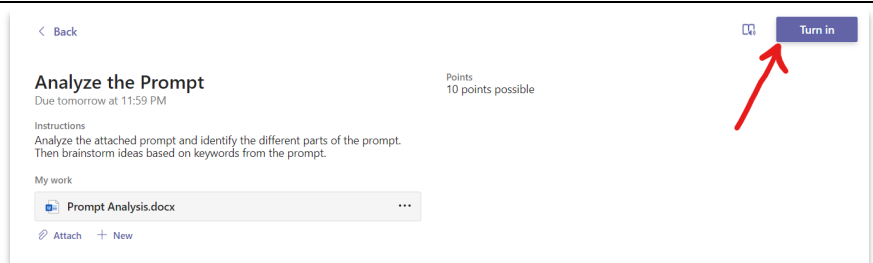 Back
Turn in
Analyze the Prompt
Due tomorrow at 11:59 PM
Points
10 points possible
Instructions
Analyze the attached prompt and identify the different parts of the prompt.
Then brainstorm ideas based on keywords from the prompt.
My work
Prompt Analysis.docx
Attach
New